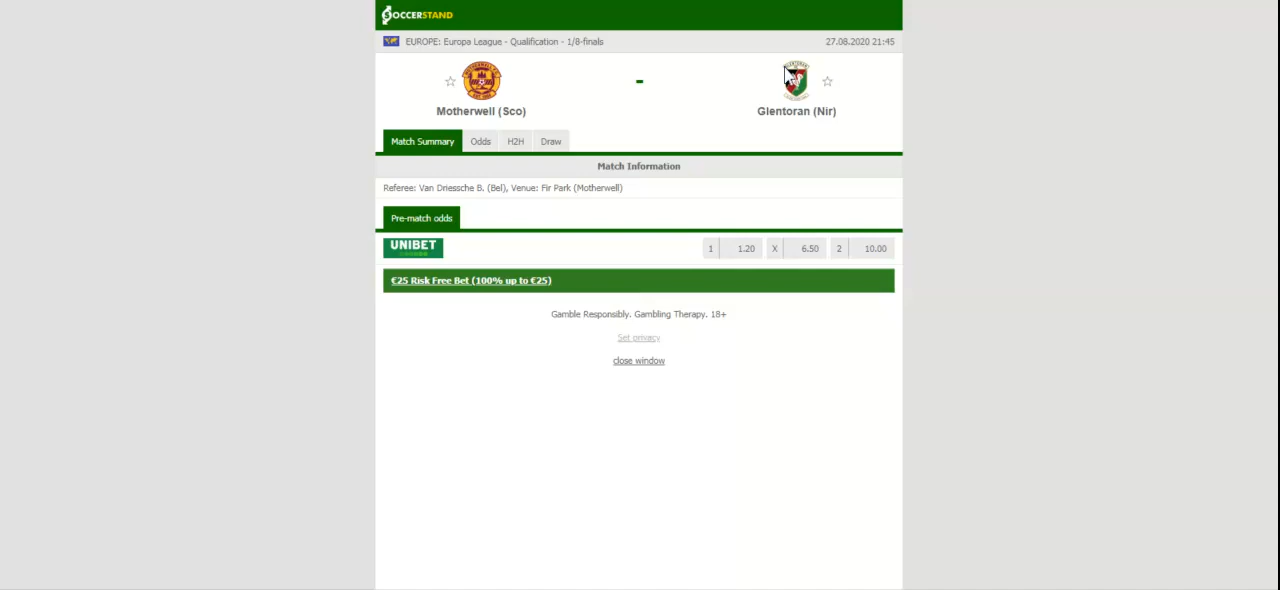 SOCCERSTAND
EUROPE: Europa League - Qualification - 1/8-finals 27.08.2020 21:45
-
Motherwell (Sco) Glentoran (Nir)
Match Summary Odds H2H Draw
Match Information
Referee: Van Driessche B. (Bel), Venue: Fir Park (Motherwell)
Pre-match odds
UNIBET 1 1.20 X 6.50 2 10.00
€25 Risk Free Bet (100% up to €25)
Gamble Responsibly. Gambling Therapy. 18+
Set privacy
close window